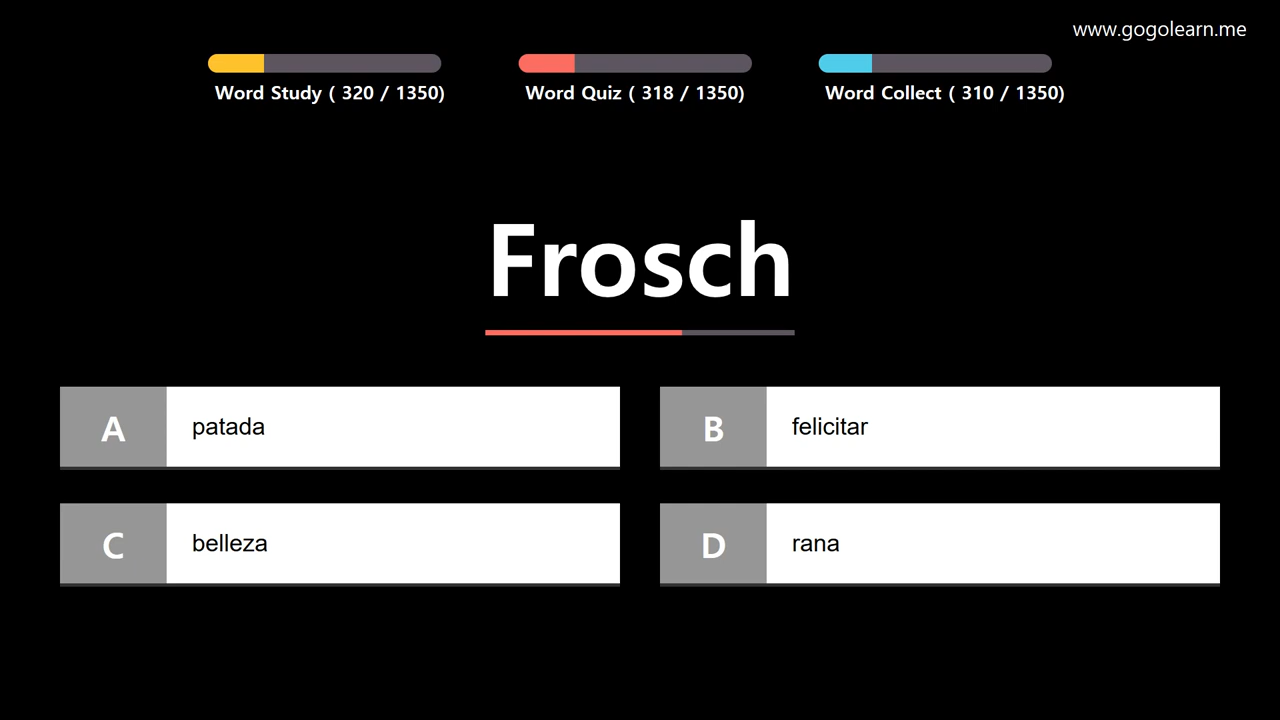 www.gogolearn.me
Word Study ( 320 / 1350)
Word Quiz ( 318 / 1350)
Word Collect ( 310 / 1350)
Frosch
A patada
B felicitar
C belleza
D rana